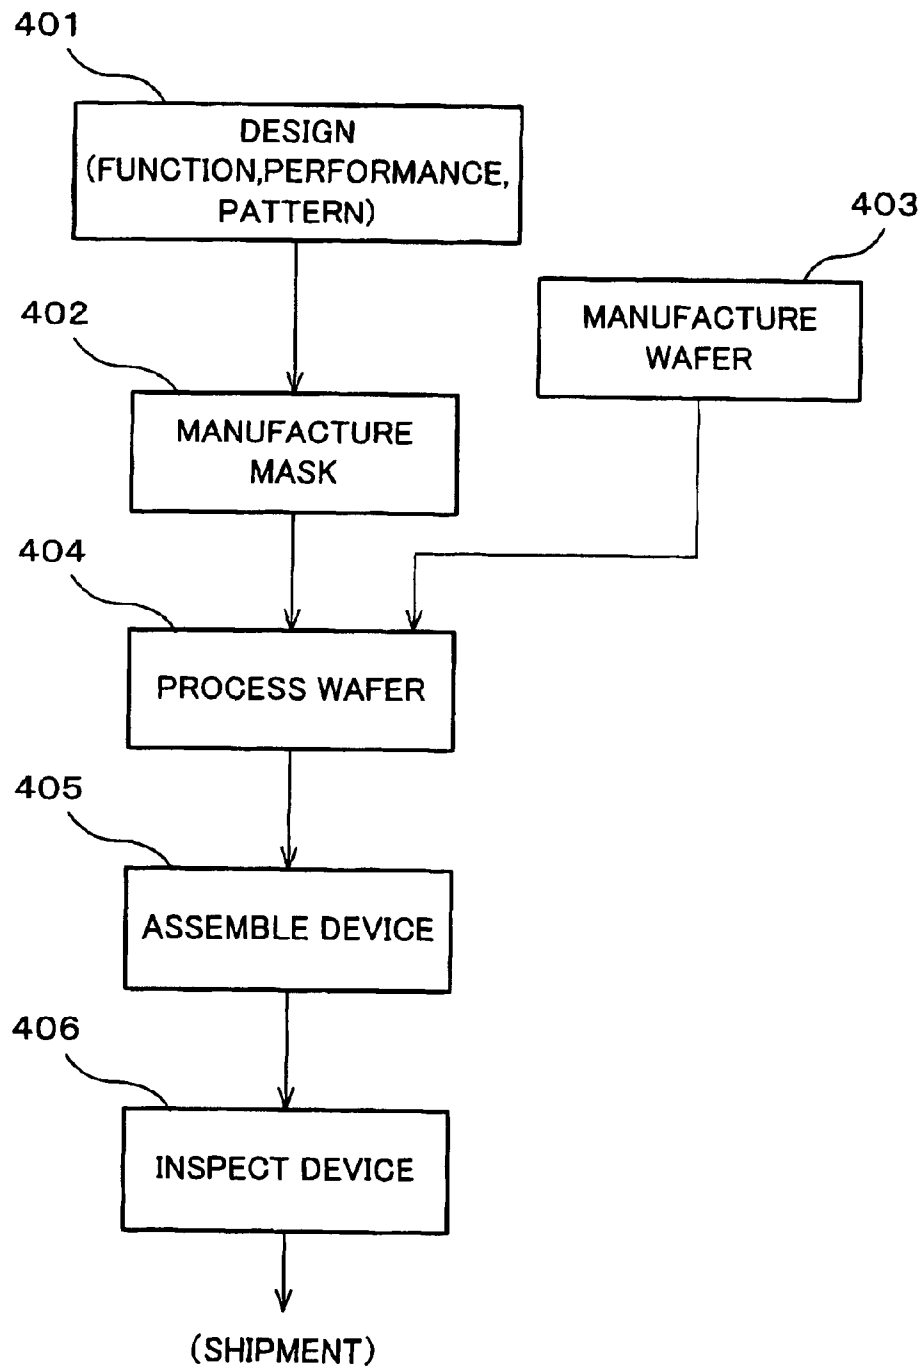 401
DESIGN
(FUNCTION,PERFORMANCE,
PATTERN)
403
MANUFACTURE
WAFER
402
MANUFACTURE
MASK
404
PROCESS WAFER
405
ASSEMBLE DEVICE
406
INSPECT DEVICE
(SHIPMENT)